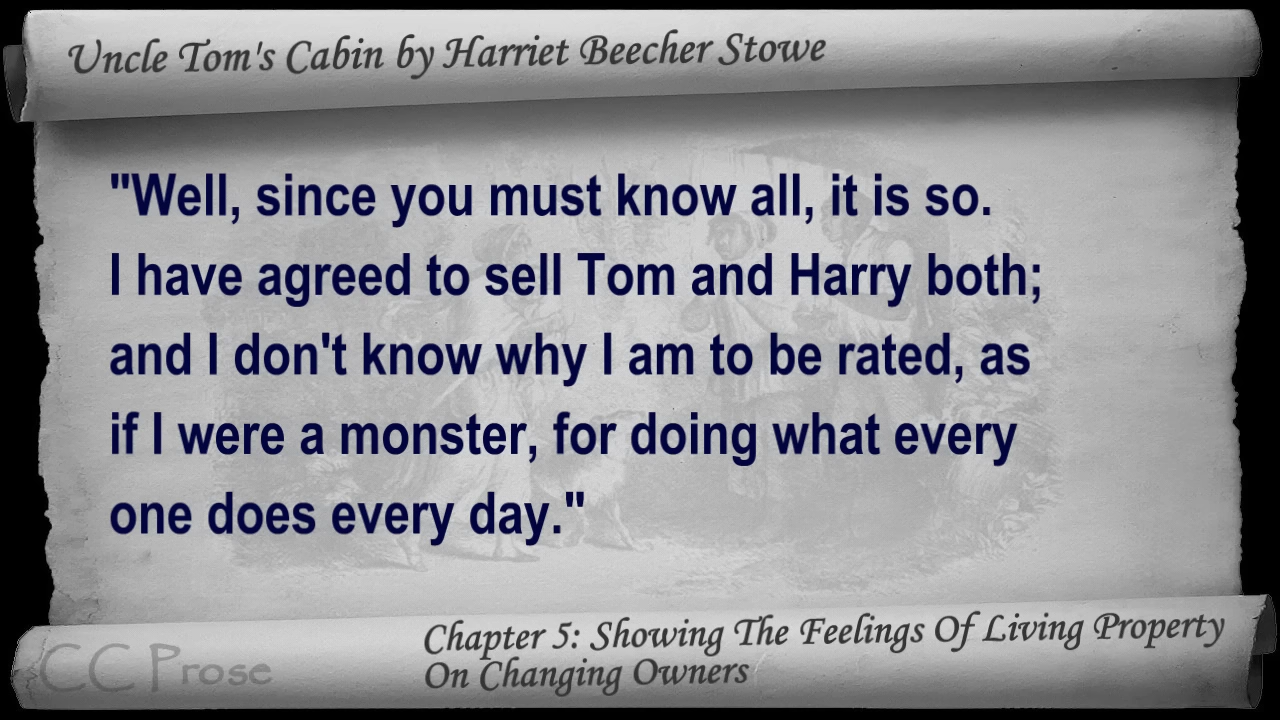 Uncle Tom's Cabin by Harriet Beecher Stowe
"Well, since you must know all, it is so.
I have agreed to sell Tom and Harry both;
and I don't know why I am to be rated, as
if I were a monster, for doing what every
one does every day."
Chapter 5: Showing The Feelings Of Living Property
On Changing Owners
CC Prose